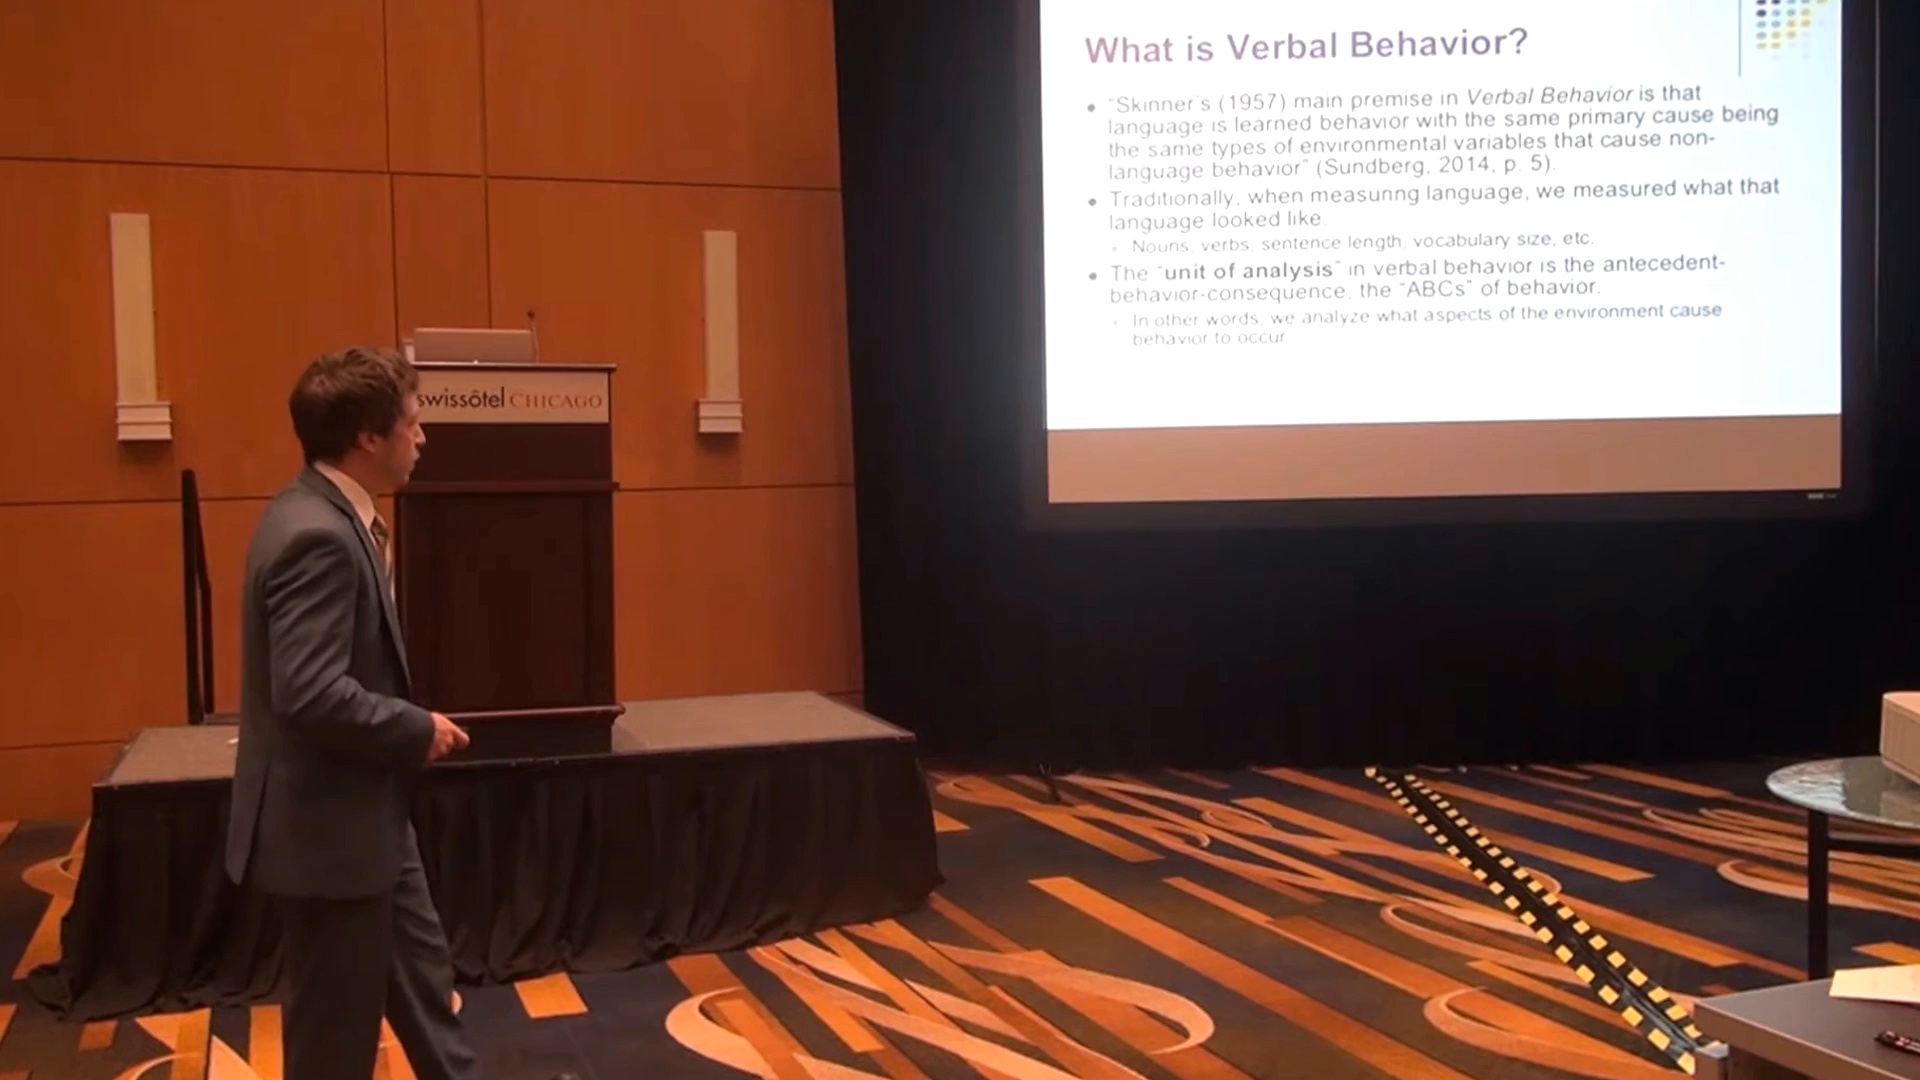 What is Verbal Behavior?
• "Skinner's (1957) main premise in Verbal Behavior is that
language is learned behavior with the same primary cause being
the same types of environmental variables that cause non-
language behavior" (Sundberg, 2014, p. 5).
• Traditionally, when measuring language, we measured what that
language looked like.
Nouns, verbs, sentence length, vocabulary size, etc.
• The "unit of analysis" in verbal behavior is the antecedent-
behavior-consequence, the "ABCs" of behavior.
In other words, we analyze what aspects of the environment cause
behavior to occur
swissôtel CHICAGO